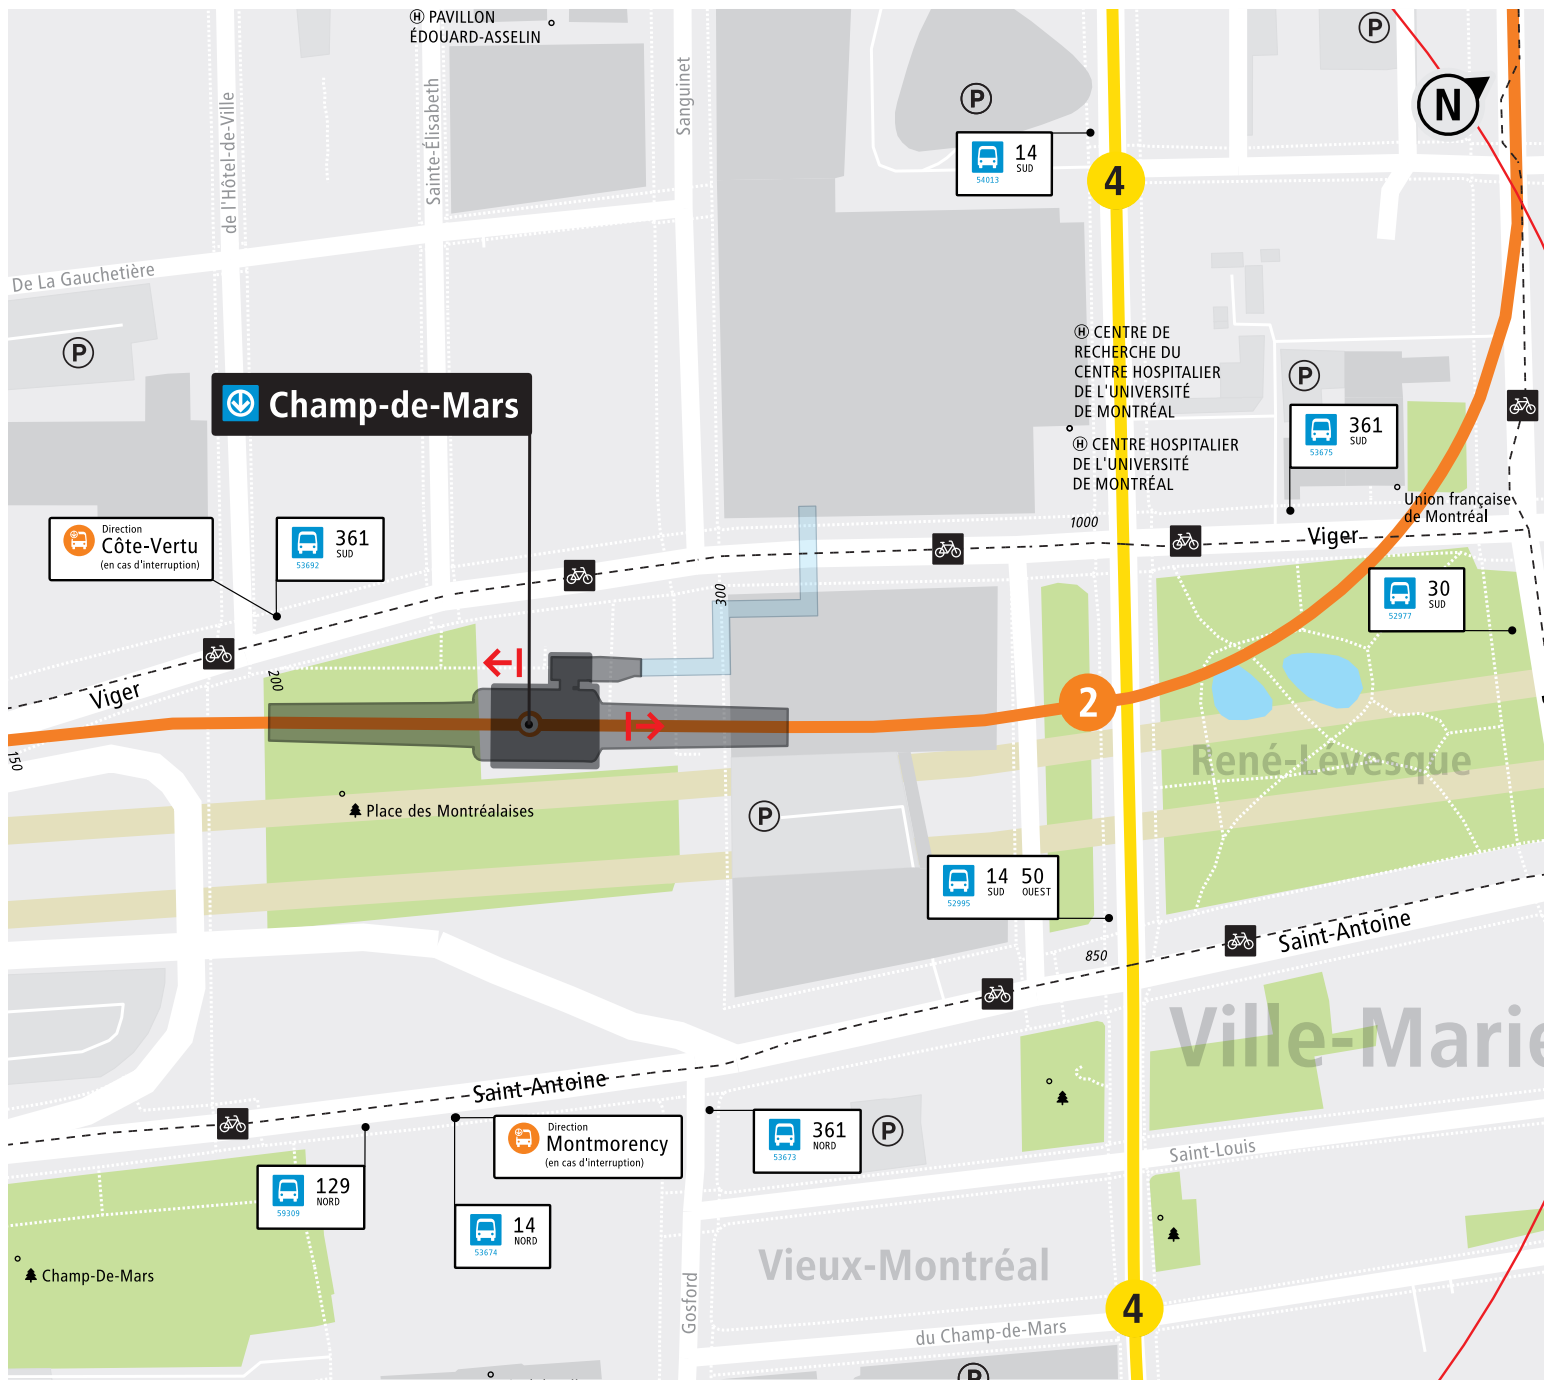 Ⓗ PAVILLON
ÉDOUARD-ASSELIN
de l'Hôtel-de-Ville
Sainte-Élisabeth
Sanguinet
P
P
N
14
SUD
54013
4
De La Gauchetière
P
Champ-de-Mars
Ⓗ CENTRE DE
RECHERCHE DU
CENTRE HOSPITALIER
DE L'UNIVERSITÉ
DE MONTRÉAL
Ⓗ CENTRE HOSPITALIER
DE L'UNIVERSITÉ
DE MONTRÉAL
P
361
SUD
53675
Union française
de Montréal
Direction
Côte-Vertu
(en cas d'interruption)
361
SUD
53692
1000
Viger
30
SUD
52977
300
200
Viger
150
2
René-Lévesque
Place des Montréalaises
P
14
SUD
50
OUEST
52995
850
Saint-Antoine
Ville-Marie
Saint-Antoine
Direction
Montmorency
(en cas d'interruption)
361
NORD
53673
P
Saint-Louis
129
NORD
59309
14
NORD
53674
Vieux-Montréal
Champ-De-Mars
Gosford
4
du Champ-de-Mars
P